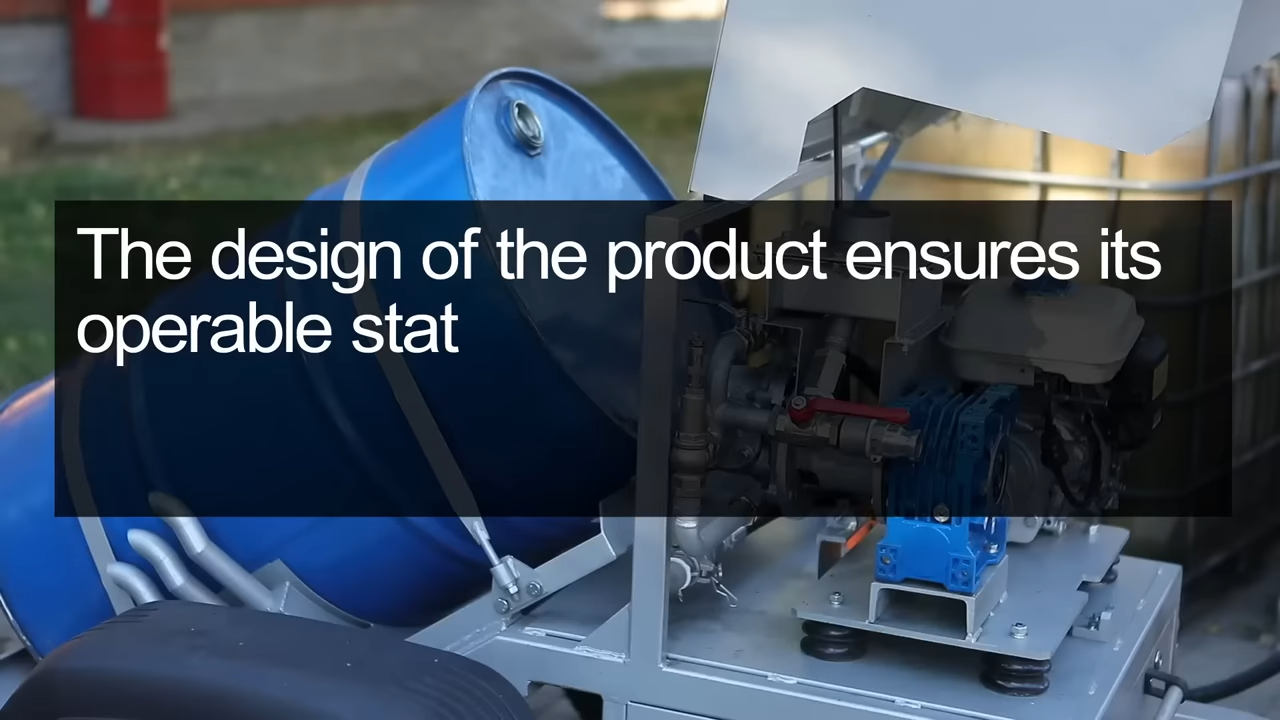 The design of the product ensures its
operable stat